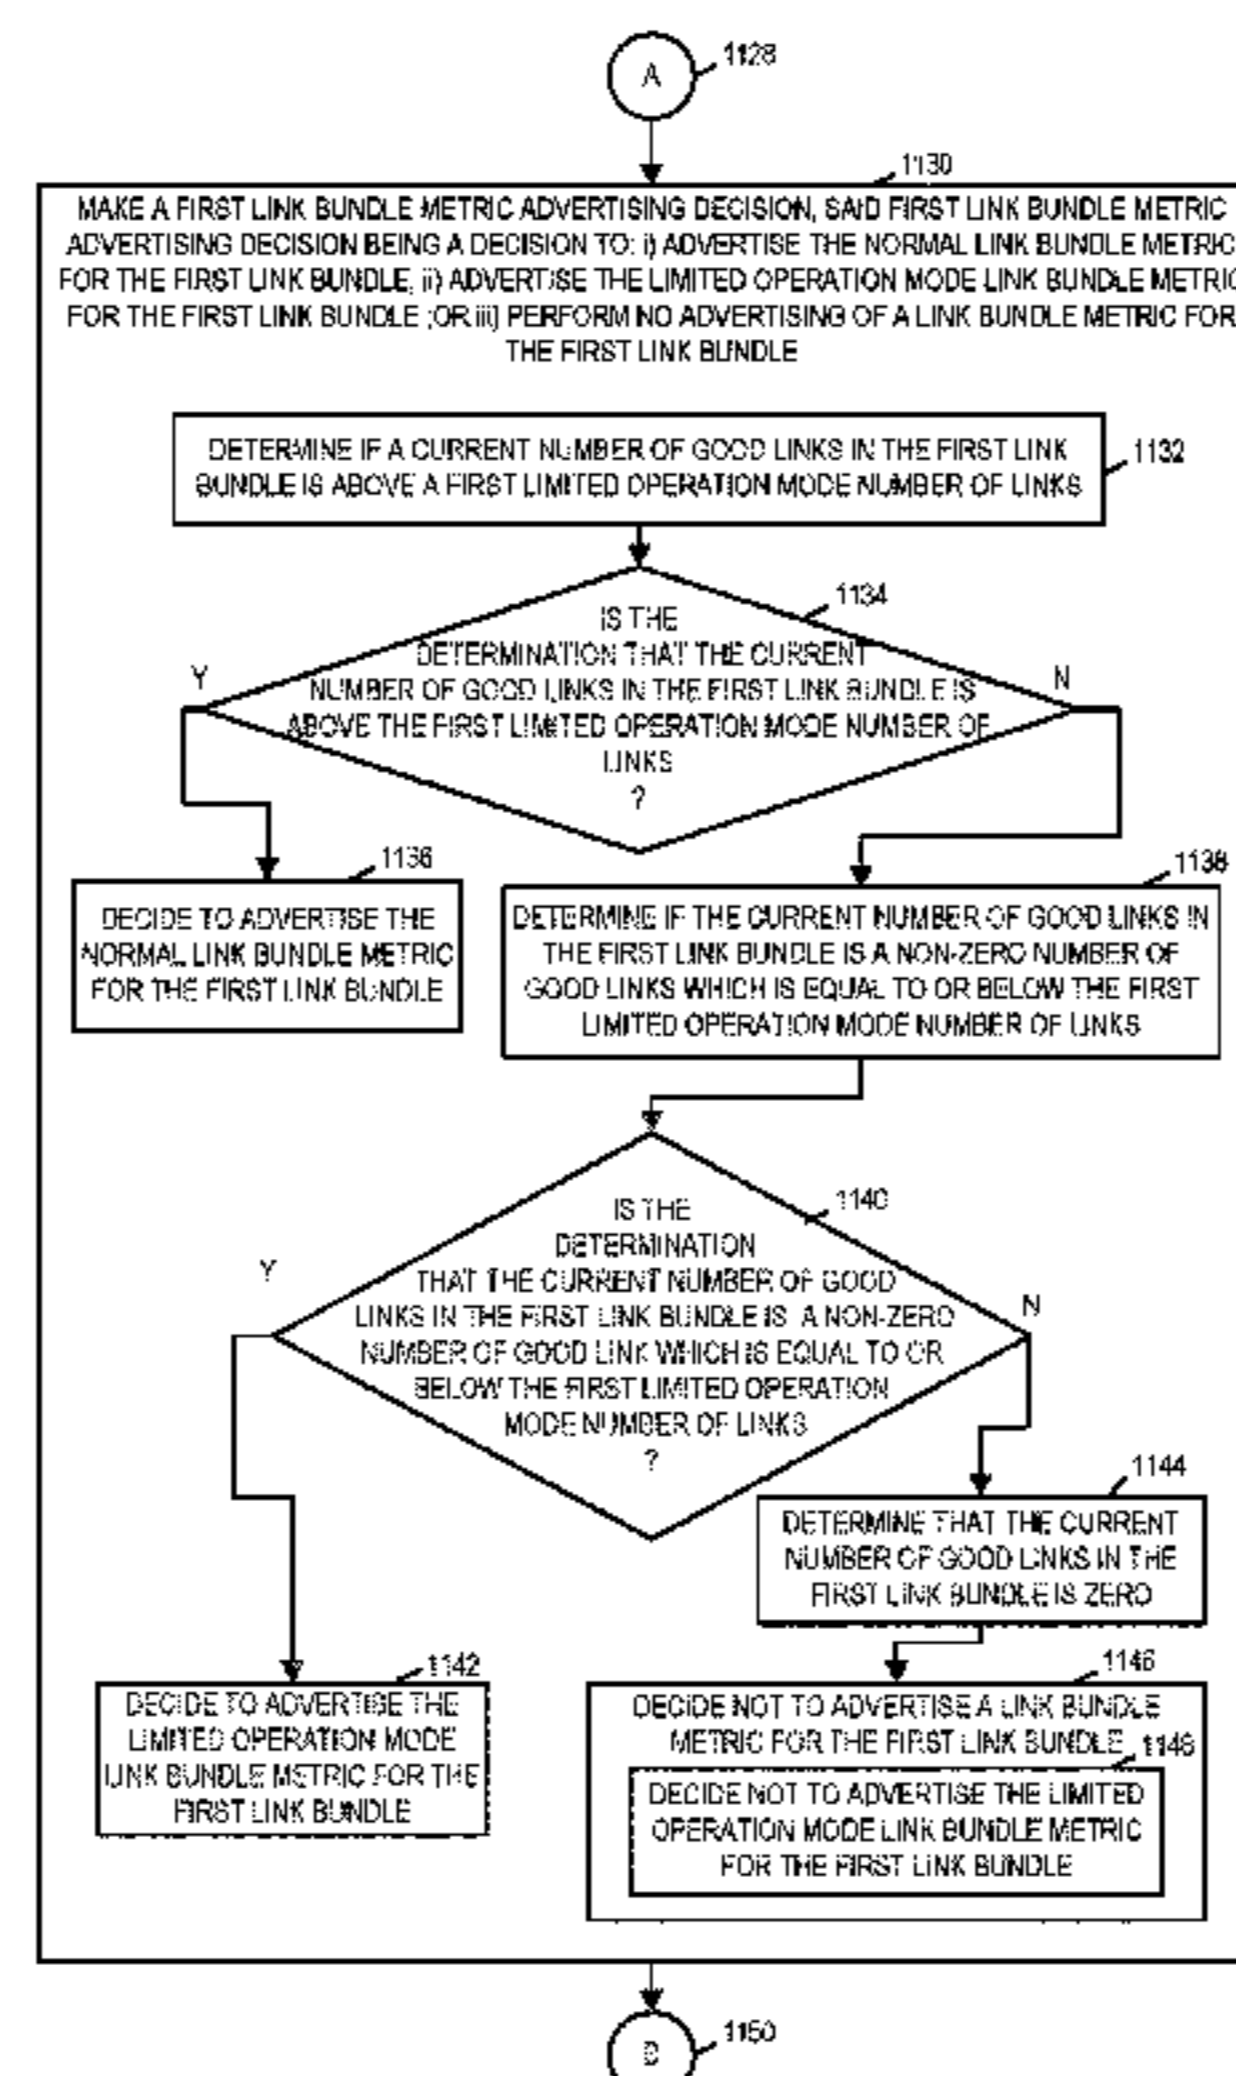 A
1128
1130
MAKE A FIRST LINK BUNDLE METRIC ADVERTISING DECISION, SAID FIRST LINK BUNDLE METRIC
ADVERTISING DECISION BEING A DECISION TO: i) ADVERTISE THE NORMAL LINK BUNDLE METRIC
FOR THE FIRST LINK BUNDLE, ii) ADVERTISE THE LIMITED OPERATION MODE LINK BUNDLE METRIC
FOR THE FIRST LINK BUNDLE ;OR iii) PERFORM NO ADVERTISING OF A LINK BUNDLE METRIC FOR
THE FIRST LINK BUNDLE
DETERMINE IF A CURRENT NUMBER OF GOOD LINKS IN THE FIRST LINK
BUNDLE IS ABOVE A FIRST LIMITED OPERATION MODE NUMBER OF LINKS
1132
1134
IS THE
DETERMINATION THAT THE CURRENT
NUMBER OF GOOD LINKS IN THE FIRST LINK BUNDLE IS
ABOVE THE FIRST LIMITED OPERATION MODE NUMBER OF
LINKS
?
Y
N
1136
DECIDE TO ADVERTISE THE
NORMAL LINK BUNDLE METRIC
FOR THE FIRST LINK BUNDLE
1138
DETERMINE IF THE CURRENT NUMBER OF GOOD LINKS IN
THE FIRST LINK BUNDLE IS A NON-ZERO NUMBER OF
GOOD LINKS WHICH IS EQUAL TO OR BELOW THE FIRST
LIMITED OPERATION MODE NUMBER OF LINKS
1140
IS THE
DETERMINATION
THAT THE CURRENT NUMBER OF GOOD
LINKS IN THE FIRST LINK BUNDLE IS A NON-ZERO
NUMBER OF GOOD LINK WHICH IS EQUAL TO OR
BELOW THE FIRST LIMITED OPERATION
MODE NUMBER OF LINKS
?
Y
N
1144
DETERMINE THAT THE CURRENT
NUMBER OF GOOD LINKS IN THE
FIRST LINK BUNDLE IS ZERO
1142
DECIDE TO ADVERTISE THE
LIMITED OPERATION MODE
LINK BUNDLE METRIC FOR THE
FIRST LINK BUNDLE
1146
DECIDE NOT TO ADVERTISE A LINK BUNDLE
METRIC FOR THE FIRST LINK BUNDLE
1148
DECIDE NOT TO ADVERTISE THE LIMITED
OPERATION MODE LINK BUNDLE METRIC
FOR THE FIRST LINK BUNDLE
1150